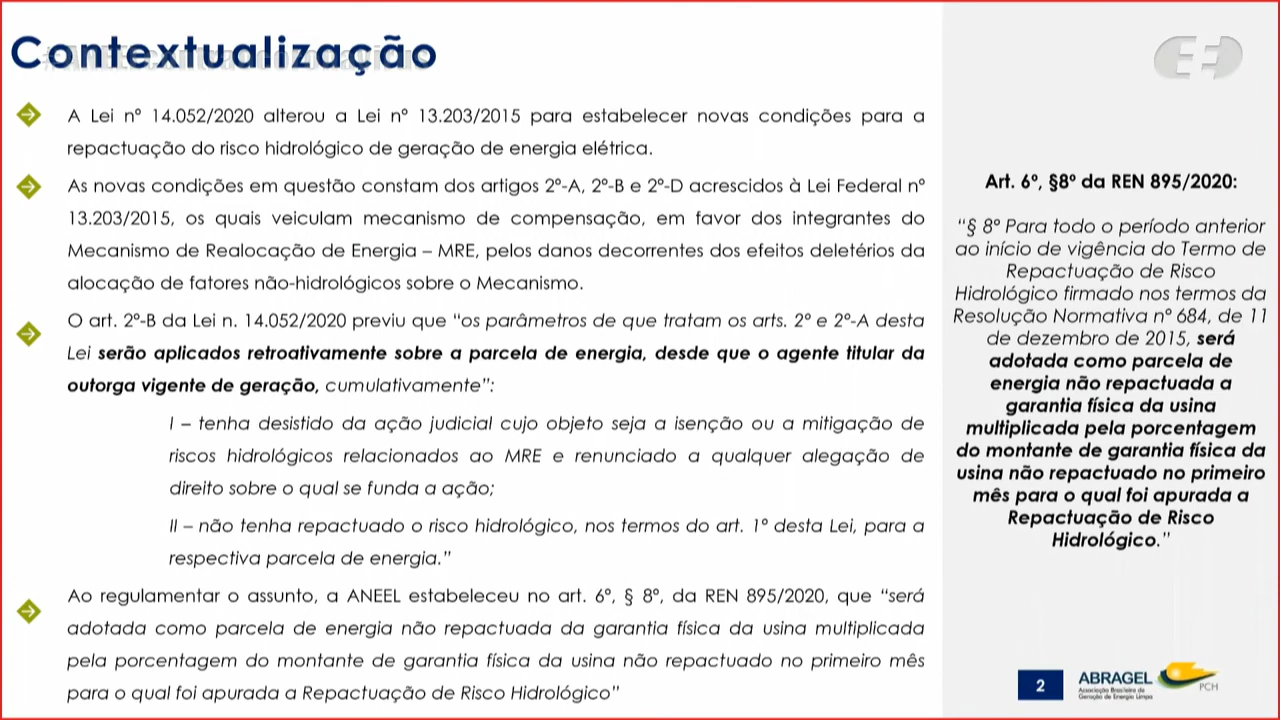 Contextualização
A Lei nº 14.052/2020 alterou a Lei nº 13.203/2015 para estabelecer novas condições para a
repactuação do risco hidrológico de geração de energia elétrica.
As novas condições em questão constam dos artigos 2º-A, 2º-B e 2º-D acrescidos à Lei Federal nº
13.203/2015, os quais veiculam mecanismo de compensação, em favor dos integrantes do
Mecanismo de Realocação de Energia – MRE, pelos danos decorrentes dos efeitos deletérios da
alocação de fatores não-hidrológicos sobre o Mecanismo.
O art. 2º-B da Lei n. 14.052/2020 previu que “os parâmetros de que tratam os arts. 2º e 2º-A desta
Lei serão aplicados retroativamente sobre a parcela de energia, desde que o agente titular da
outorga vigente de geração, cumulativamente”:
I – tenha desistido da ação judicial cujo objeto seja a isenção ou a mitigação de
riscos hidrológicos relacionados ao MRE e renunciado a qualquer alegação de
direito sobre o qual se funda a ação;
II – não tenha repactuado o risco hidrológico, nos termos do art. 1º desta Lei, para a
respectiva parcela de energia.”
Ao regulamentar o assunto, a ANEEL estabeleceu no art. 6º, § 8º, da REN 895/2020, que “será
adotada como parcela de energia não repactuada da garantia física da usina multiplicada
pela porcentagem do montante de garantia física da usina não repactuado no primeiro mês
para o qual foi apurada a Repactuação de Risco Hidrológico”
Art. 6º, §8º da REN 895/2020:
“§ 8º Para todo o período anterior
ao início de vigência do Termo de
Repactuação de Risco
Hidrológico firmado nos termos da
Resolução Normativa nº 684, de 11
de dezembro de 2015, será
adotada como parcela de
energia não repactuada a
garantia física da usina
multiplicada pela porcentagem
do montante de garantia física da
usina não repactuado no primeiro
mês para o qual foi apurada a
Repactuação de Risco
Hidrológico.”
2
ABRAGEL
Associação Brasileira de
Geração de Energia Limpa
PCH